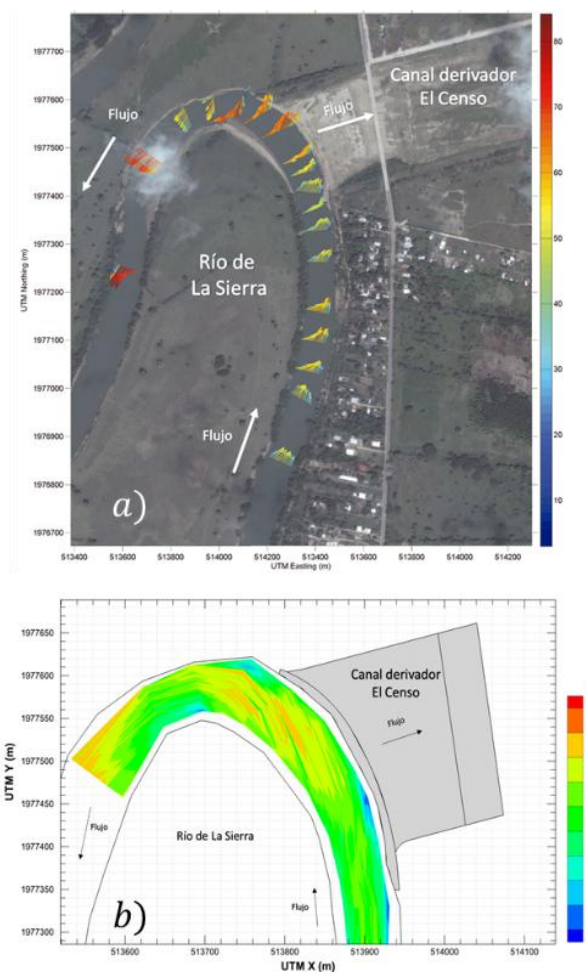 1977700
1977600
1977500
1977400
1977300
1977200
1977100
1977000
1976900
1976800
1976700
UTM Northing (m)
Flujo
Flujo
Canal derivador
El Censo
Río de
La Sierra
Flujo
a)
80
70
60
50
40
30
20
10
513400 513600 513800 514000 514200 513400 513600 513800 514000 514200
UTM Easting (m)
1977650
1977600
1977550
1977500
1977450
1977400
1977350
1977300
UTM Y (m)
Canal derivador
El Censo
Flujo
Flujo
Río de La Sierra
Flujo
b)
513600 513700 513800 513900 514000 514100
UTM X (m)